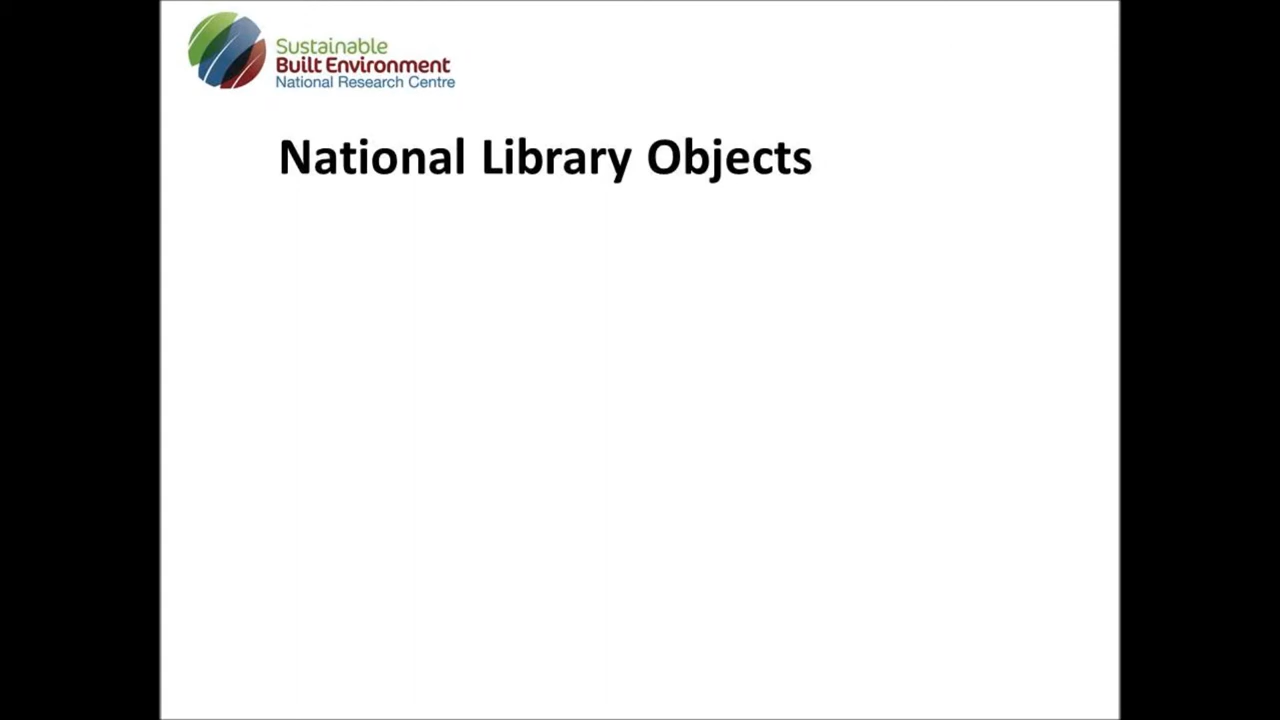 Sustainable
Built Environment
National Research Centre
National Library Objects